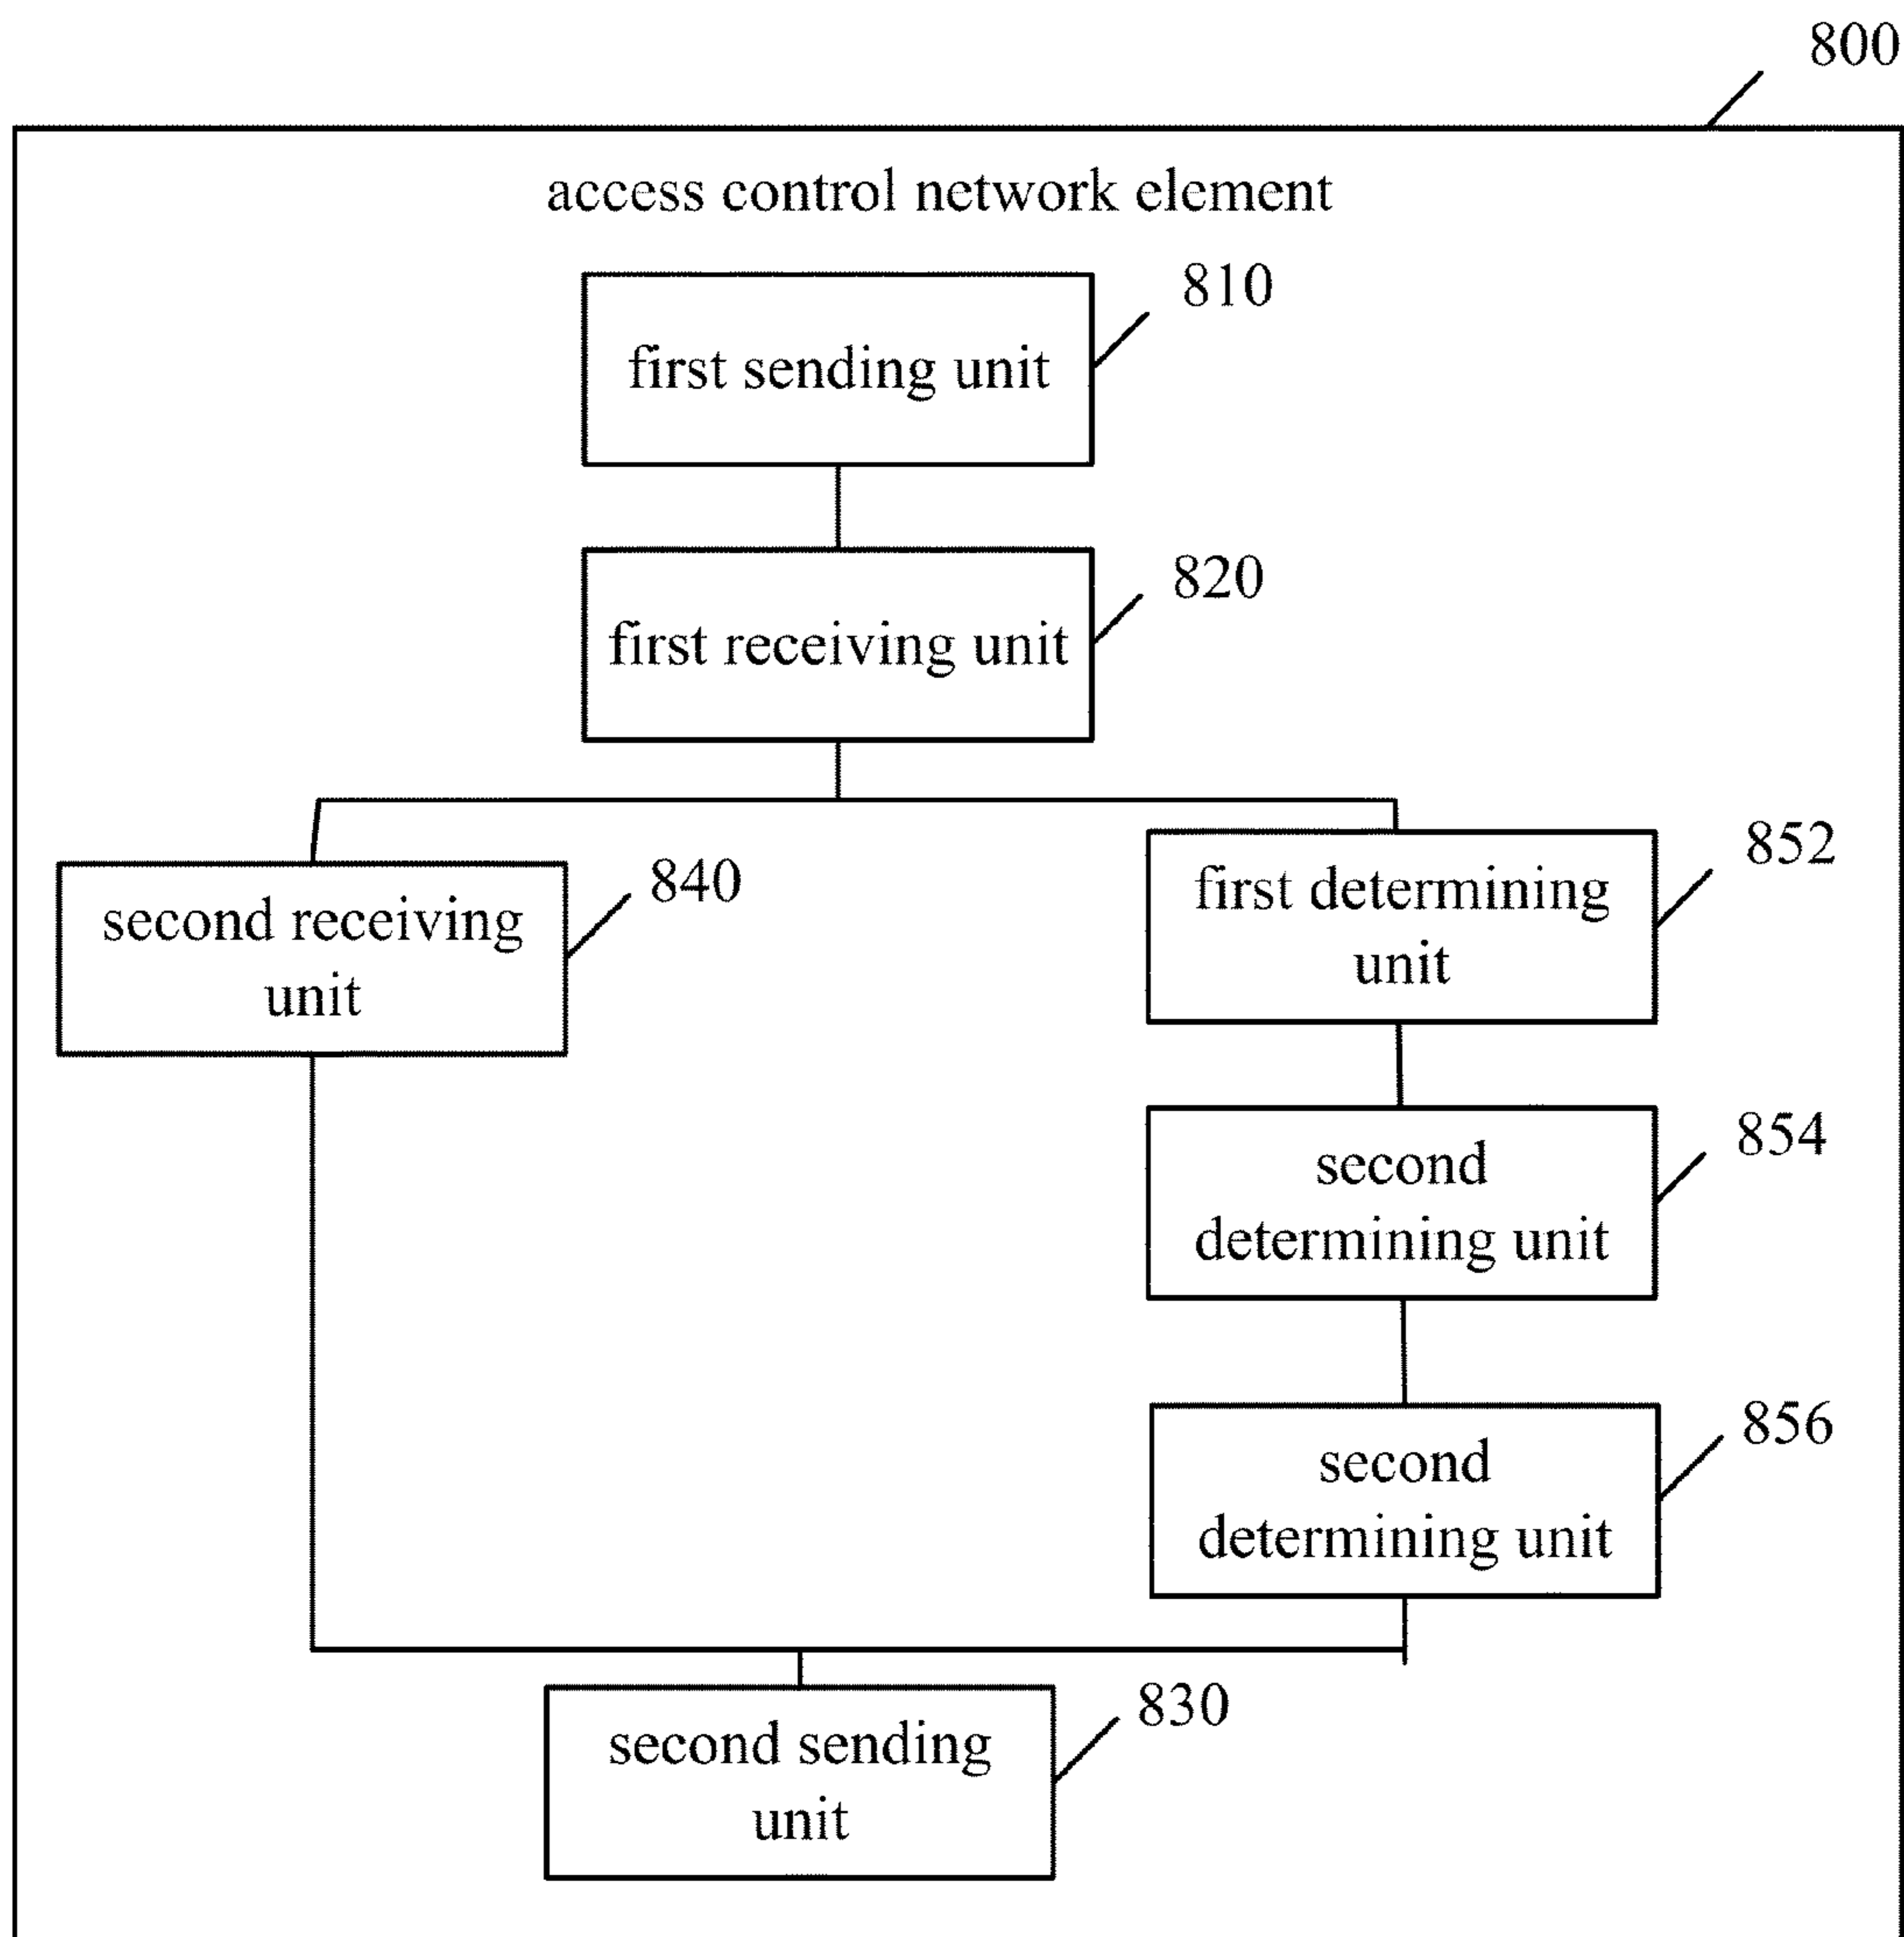 800
access control network element
810
first sending unit
820
first receiving unit
852
first determining
unit
840
second receiving
unit
854
second
determining unit
856
second
determining unit
830
second sending
unit